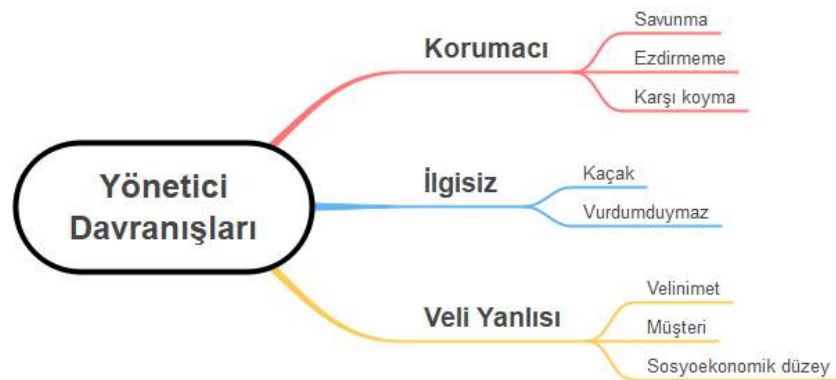 Yönetici
Davranışları
Korumacı
Savunma
Ezdirmeme
Karşı koyma
İlgisiz
Kaçak
Vurdumduymaz
Veli Yanlısı
Velinimet
Müşteri
Sosyoekonomik düzey